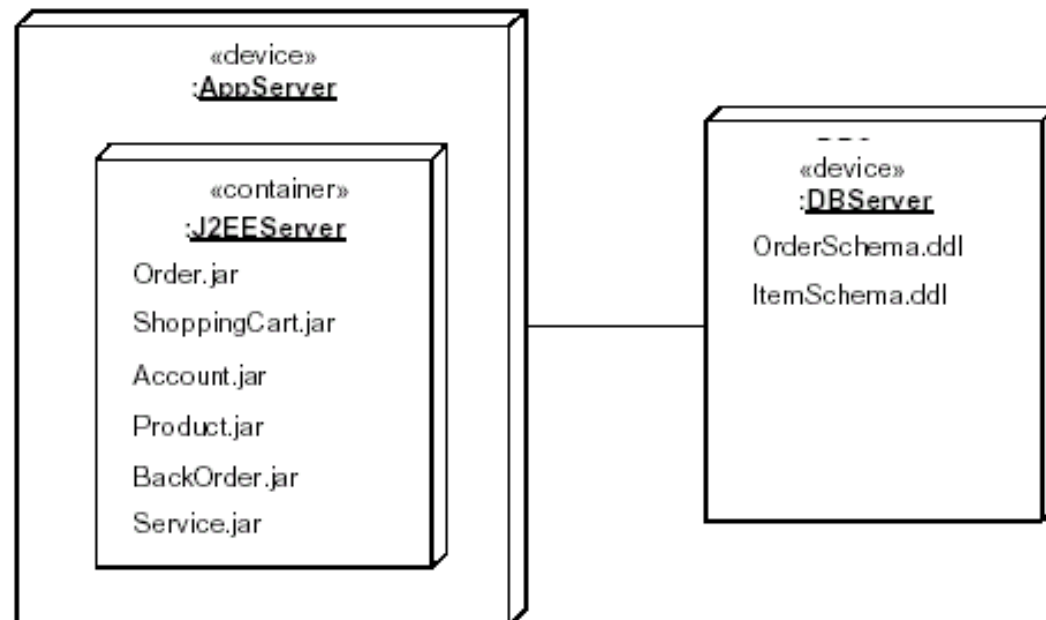 «device»
:AppServer
«container»
:J2EEServer
Order.jar
ShoppingCart.jar
Account.jar
Product.jar
BackOrder.jar
Service.jar
«device»
:DBServer
OrderSchema.ddl
ItemSchema.ddl